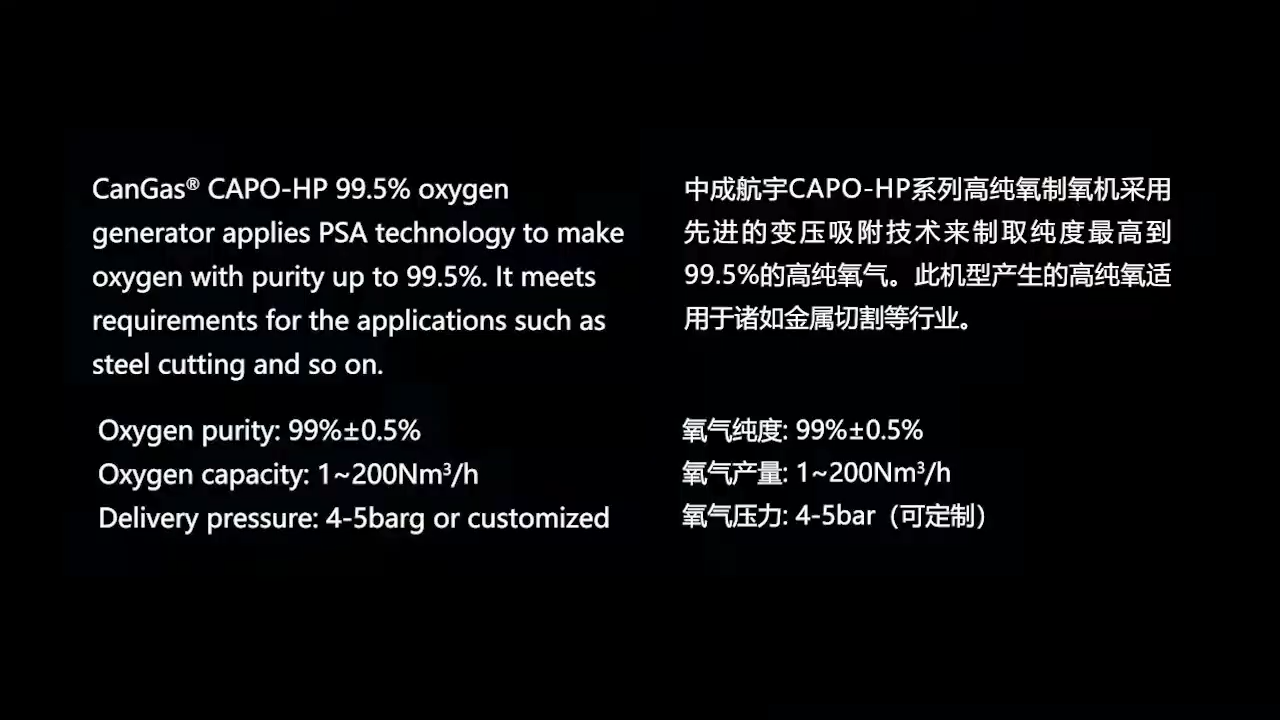 CanGas® CAPO-HP 99.5% oxygen
generator applies PSA technology to make
oxygen with purity up to 99.5%. It meets
requirements for the applications such as
steel cutting and so on.
Oxygen purity: 99%±0.5%
Oxygen capacity: 1~200Nm³/h
Delivery pressure: 4-5barg or customized
中成航宇CAPO-HP系列高纯氧制氧机采用
先进的变压吸附技术来制取纯度最高到
99.5%的高纯氧气。此机型产生的高纯氧适
用于诸如金属切割等行业。
氧气纯度: 99%±0.5%
氧气产量: 1~200Nm³/h
氧气压力: 4-5bar（可定制）